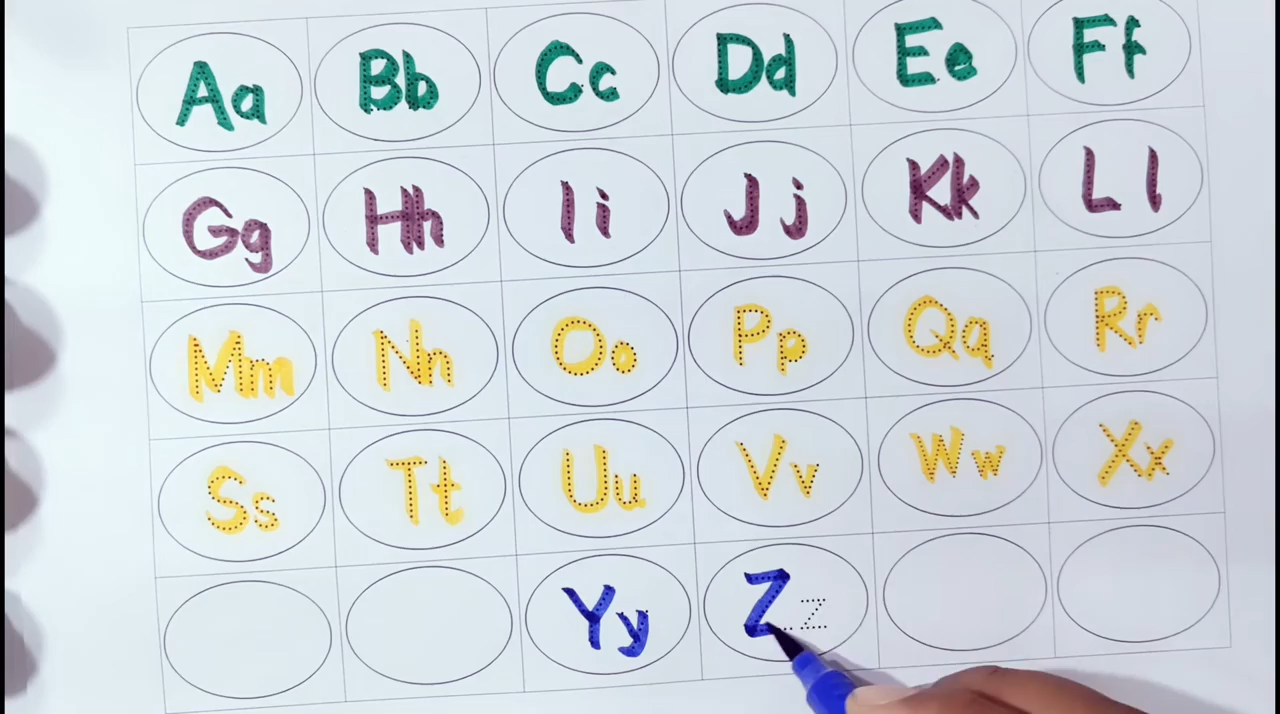 Aa Bb Cc Dd Ee Ff
Gg Hh Ii Jj Kk Ll
Mm Nn Oo Pp Qq Rr
Ss Tt Uu Vv Ww Xx
Yy Zz